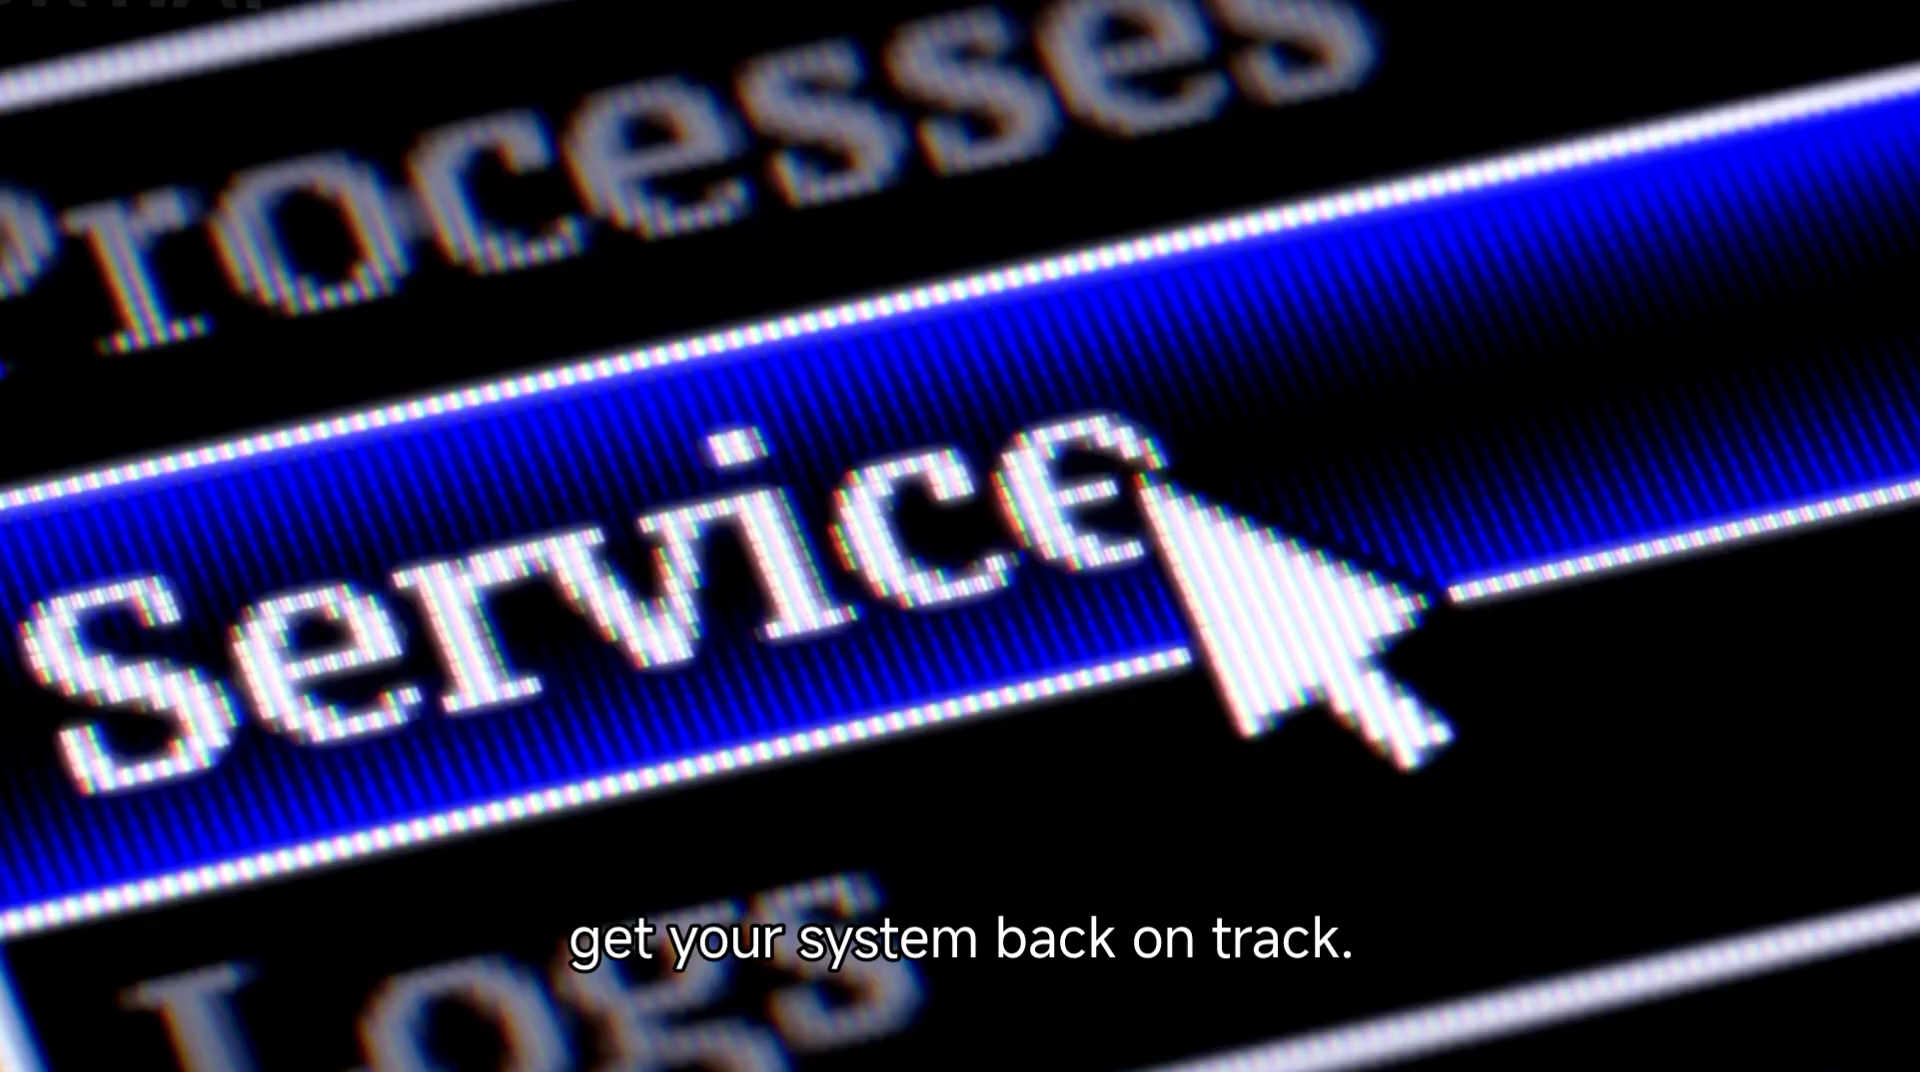 Processes
Service
Logs
get your system back on track.